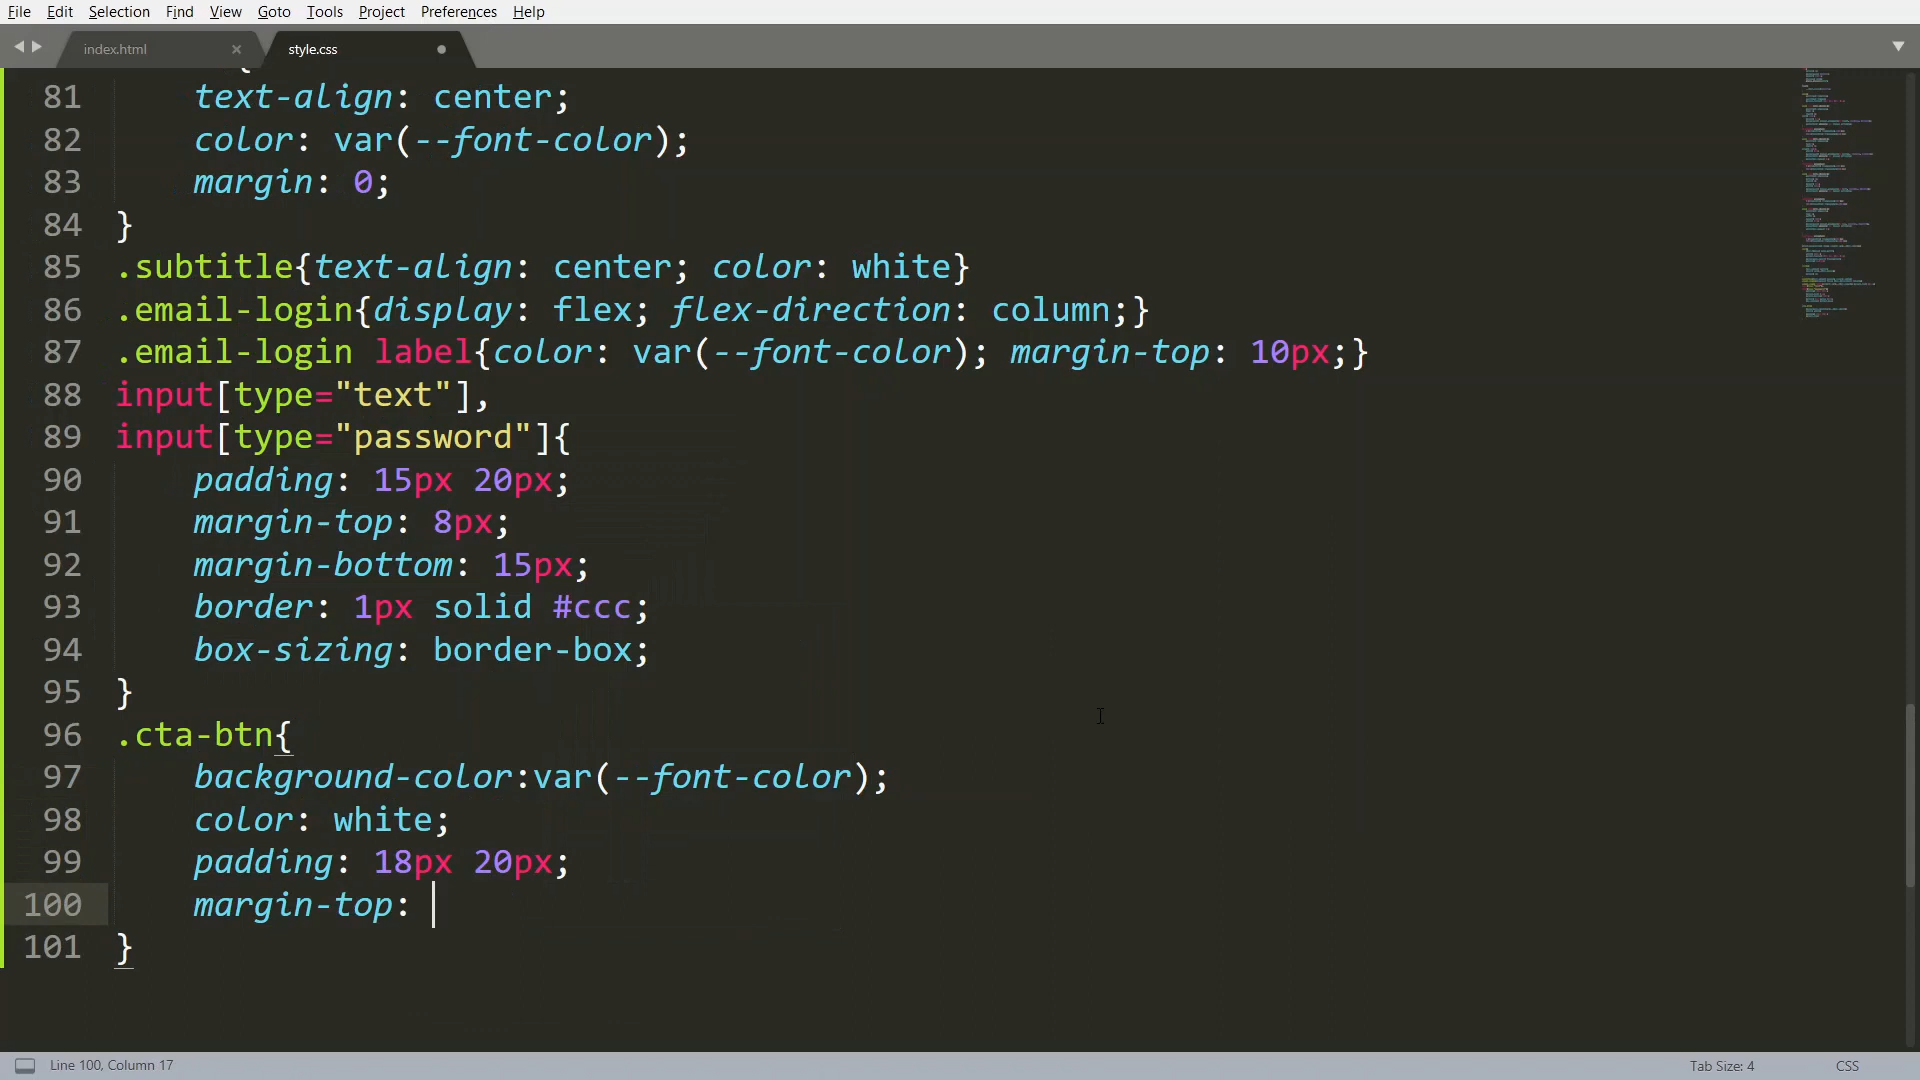 File Edit Selection Find View Goto Tools Project Preferences Help
index.html style.css
81 text-align: center;
82 color: var(--font-color);
83 margin: 0;
84 }
85 .subtitle{text-align: center; color: white}
86 .email-login{display: flex; flex-direction: column;}
87 .email-login label{color: var(--font-color); margin-top: 10px;}
88 input[type="text"],
89 input[type="password"]{
90 padding: 15px 20px;
91 margin-top: 8px;
92 margin-bottom: 15px;
93 border: 1px solid #ccc;
94 box-sizing: border-box;
95 }
96 .cta-btn{
97 background-color:var(--font-color);
98 color: white;
99 padding: 18px 20px;
100 margin-top:
101 }
Line 100, Column 17 Tab Size: 4 CSS